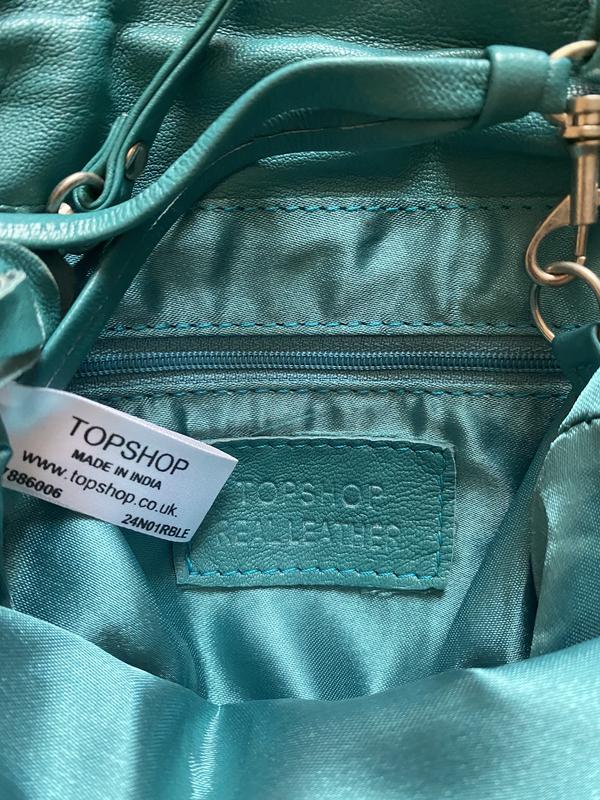 TOPSHOP
MADE IN INDIA
www.topshop.co.uk
7886006
24N01RBLE
TOPSHOP
REAL LEATHER